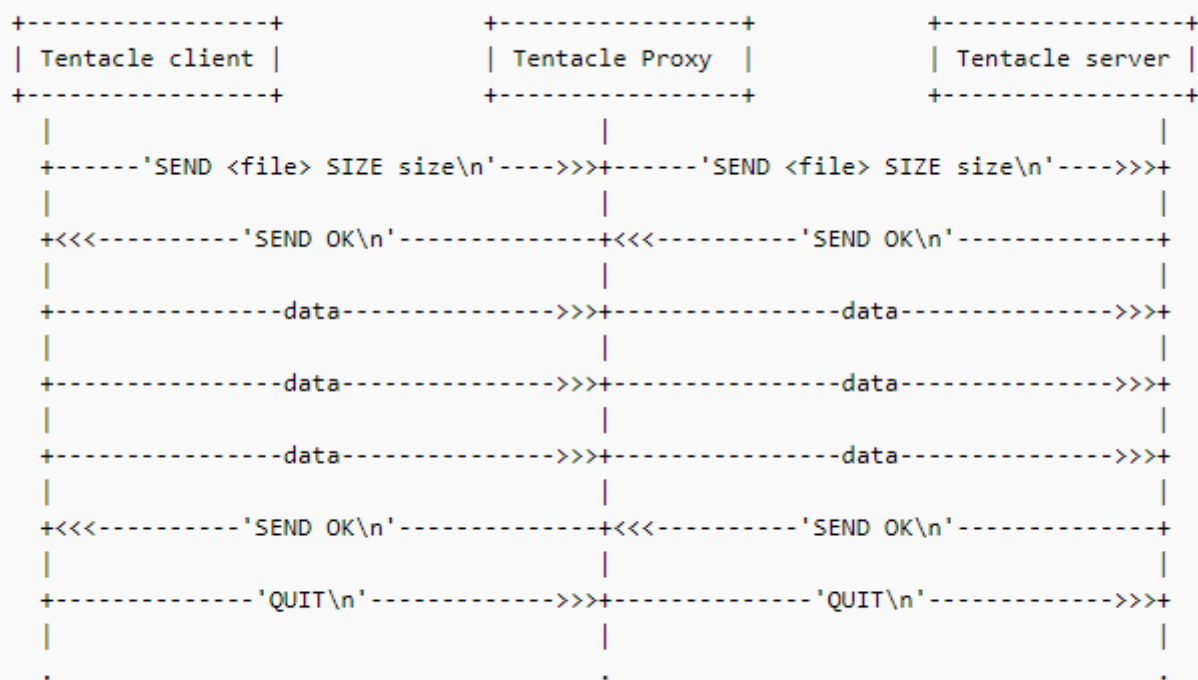 +-----------------+              +-----------------+            +-----------------+
| Tentacle client |              | Tentacle Proxy  |            | Tentacle server |
+-----------------+              +-----------------+            +-----------------+
  |                                      |                                      |
  +------'SEND <file> SIZE size\n'---->>>+------'SEND <file> SIZE size\n'---->>>+
  |                                      |                                      |
  +<<<----------'SEND OK\n'--------------+<<<----------'SEND OK\n'--------------+
  |                                      |                                      |
  +----------------data--------------->>>+----------------data--------------->>>+
  |                                      |                                      |
  +----------------data--------------->>>+----------------data--------------->>>+
  |                                      |                                      |
  +----------------data--------------->>>+----------------data--------------->>>+
  |                                      |                                      |
  +<<<----------'SEND OK\n'--------------+<<<----------'SEND OK\n'--------------+
  |                                      |                                      |
  +--------------'QUIT\n'------------->>>+--------------'QUIT\n'------------->>>+
  |                                      |                                      |
  .                                      .                                      .